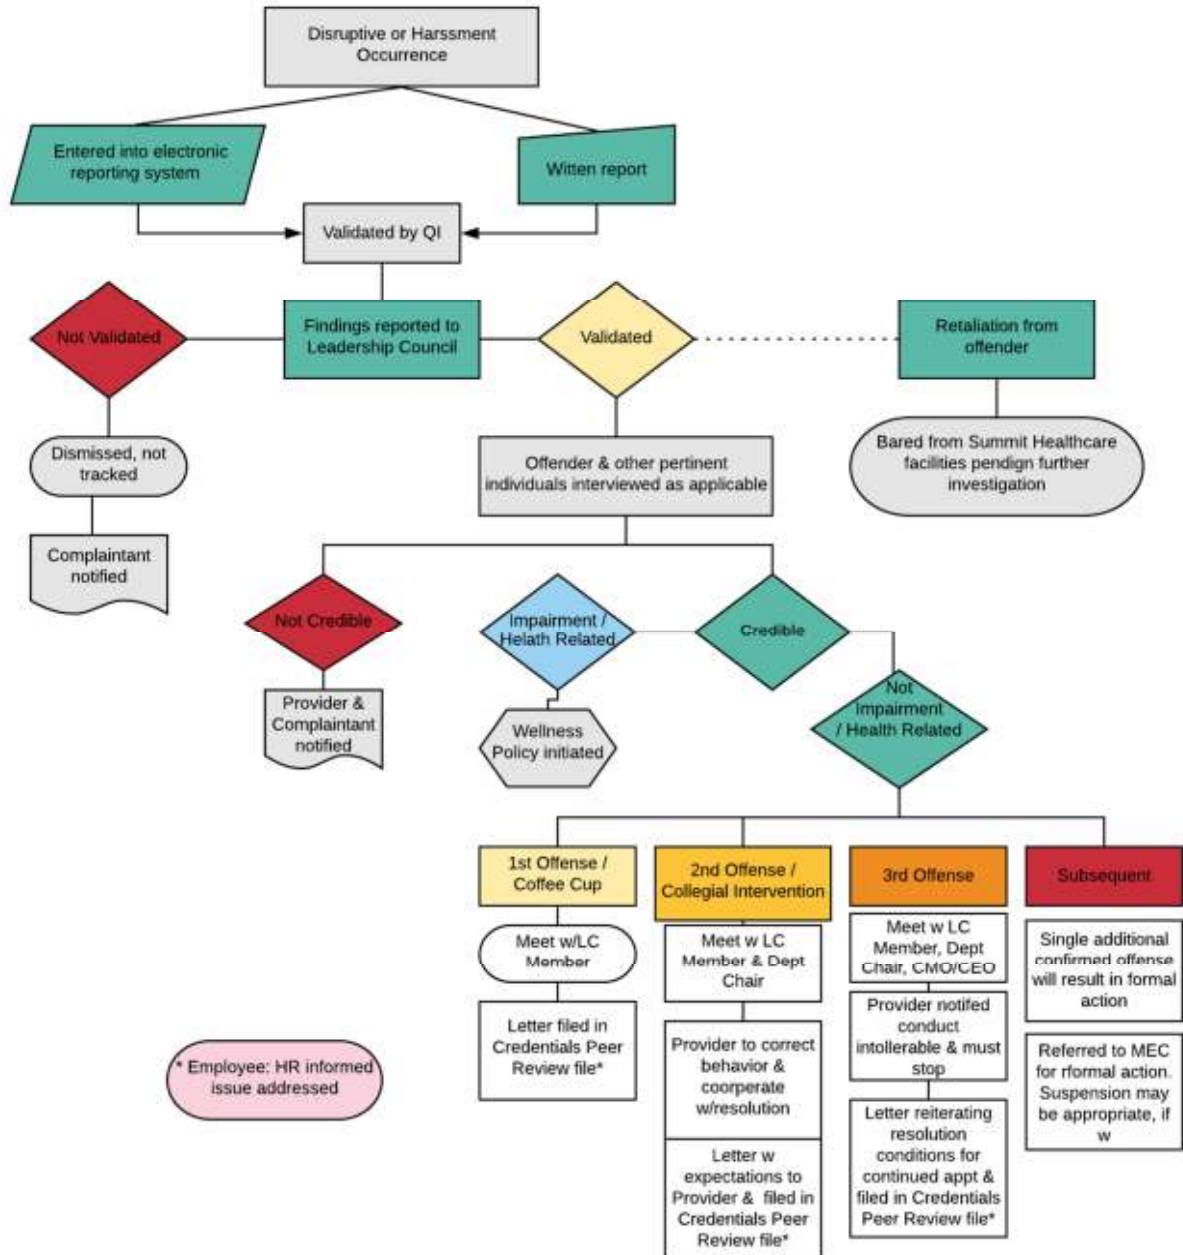 Disruptive or Harssment
Occurrence
Entered into electronic
reporting system
Witten report
Validated by QI
Not Validated
Findings reported to
Leadership Council
Validated
Retaliation from
offender
Dismissed, not
tracked
Offender & other pertinent
individuals interviewed as applicable
Bared from Summit Healthcare
facilities pendign further
investigation
Complaintant
notified
Not Credible
Impairment /
Helath Related
Credible
Not
Impairment
/ Health Related
Provider &
Complaintant
notified
Wellness
Policy initiated
1st Offense /
Coffee Cup
2nd Offense /
Collegial Intervention
3rd Offense
Subsequent
Meet w/LC
Member
Meet w LC
Member & Dept
Chair
Meet w LC
Member, Dept
Chair, CMO/CEO
Single additional
confirmed offense
will result in formal
action
Letter filed in
Credentials Peer
Review file*
Provider to correct
behavior &
coorperate
w/resolution
Provider notifed
conduct
intollerable & must
stop
Referred to MEC
for rformal action.
Suspension may
be appropriate, if
w
* Employee: HR informed
issue addressed
Letter w
expectations to
Provider & filed in
Credentials Peer
Review file*
Letter reiterating
resolution
conditions for
continued appt &
filed in Credentials
Peer Review file*